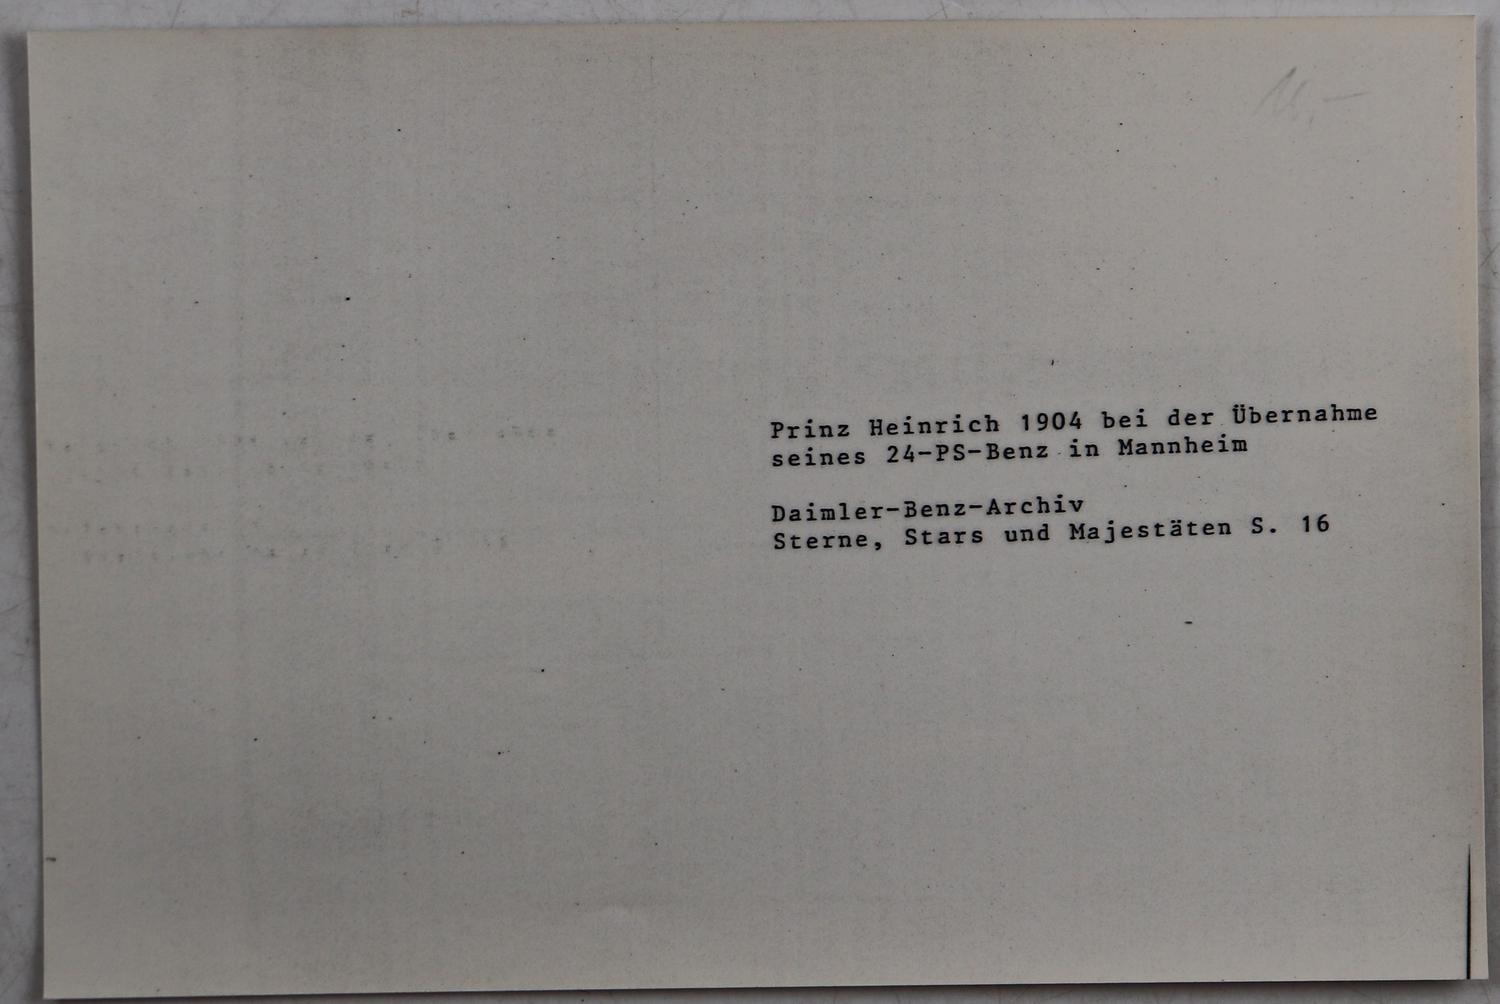 Prinz Heinrich 1904 bei der Übernahme
seines 24-PS-Benz in Mannheim
Daimler-Benz-Archiv
Sterne, Stars und Majestäten S. 16